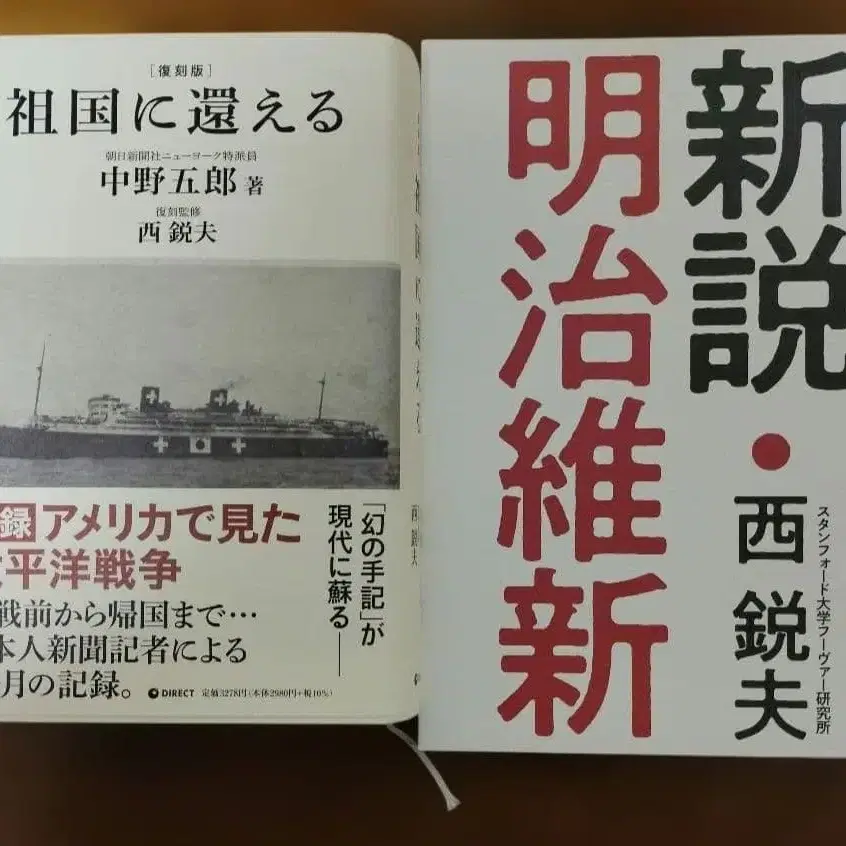 [復刻版]
祖国に還える
朝日新聞社ニューヨーク特派員
中野五郎 著
復刻監修
西 鋭夫
「幻の手記」が
現代に蘇る――
録 アメリカで見た
平洋戦争
戦前から帰国まで…
本人新聞記者による
月の記録。
DIRECT 定価3278円(本体2980円+税10%)
西 鋭夫
新説・
明治維新
西 鋭夫
スタンフォード大学フーヴァー研究所